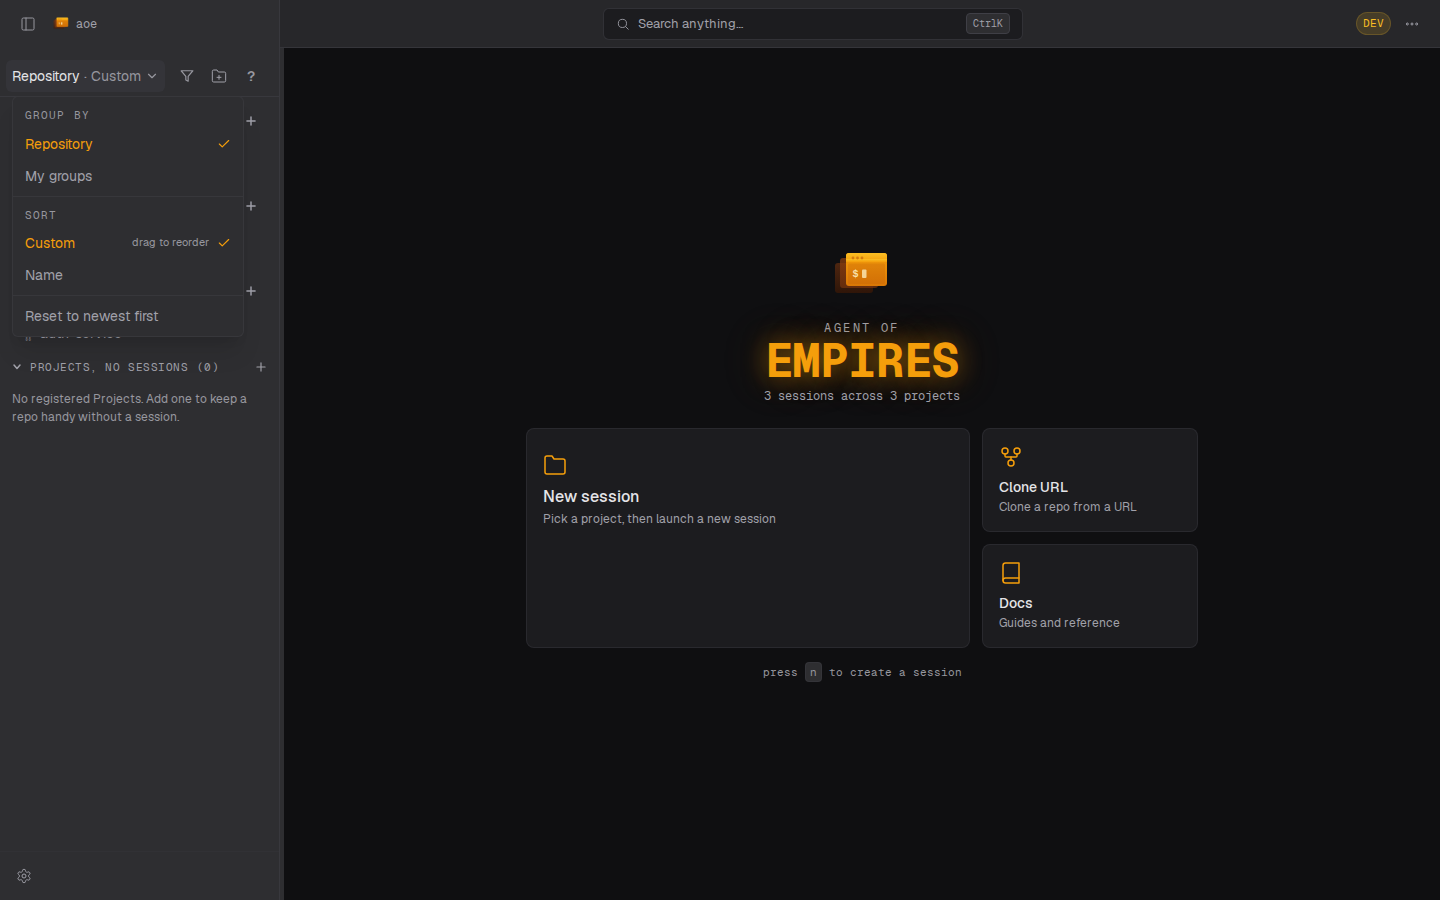 aoe
Search anything...
CtrlK
DEV
Repository · Custom
?
GROUP BY
Repository
My groups
SORT
Custom drag to reorder
Name
Reset to newest first
PROJECTS, NO SESSIONS (0)
No registered Projects. Add one to keep a
repo handy without a session.
$
AGENT OF
EMPIRES
3 sessions across 3 projects
New session
Pick a project, then launch a new session
Clone URL
Clone a repo from a URL
Docs
Guides and reference
press n to create a session